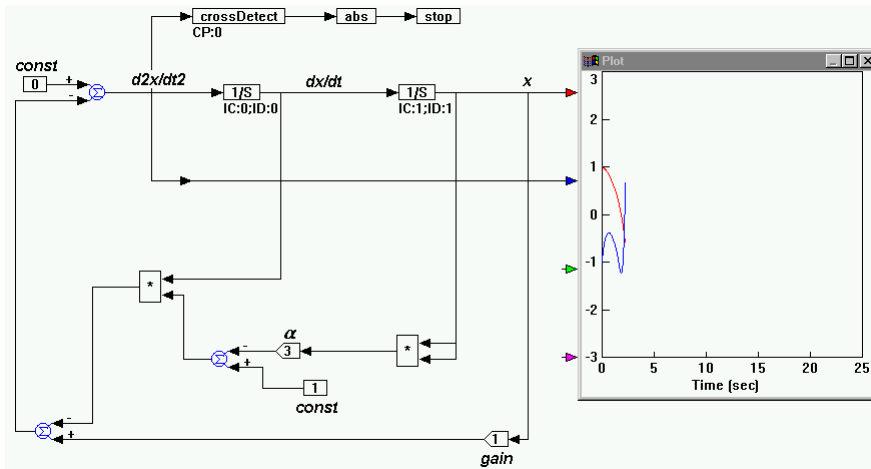 crossDetect
abs
stop
CP:0
const
0
+
-
Σ
d2x/dt2
1/S
IC:0;ID:0
dx/dt
1/S
IC:1;ID:1
x
Plot
3
2
1
0
-1
-2
-3
0 5 10 15 20 25
Time (sec)
*
α
-
+
Σ
3
*
1
const
-
+
Σ
1
gain